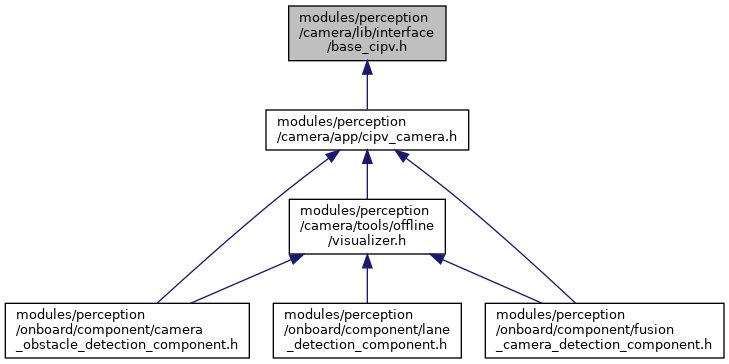 modules/perception
/camera/lib/interface
/base_cipv.h
modules/perception
/camera/app/cipv_camera.h
modules/perception
/camera/tools/offline
/visualizer.h
modules/perception
/onboard/component/camera
_obstacle_detection_component.h
modules/perception
/onboard/component/lane
_detection_component.h
modules/perception
/onboard/component/fusion
_camera_detection_component.h